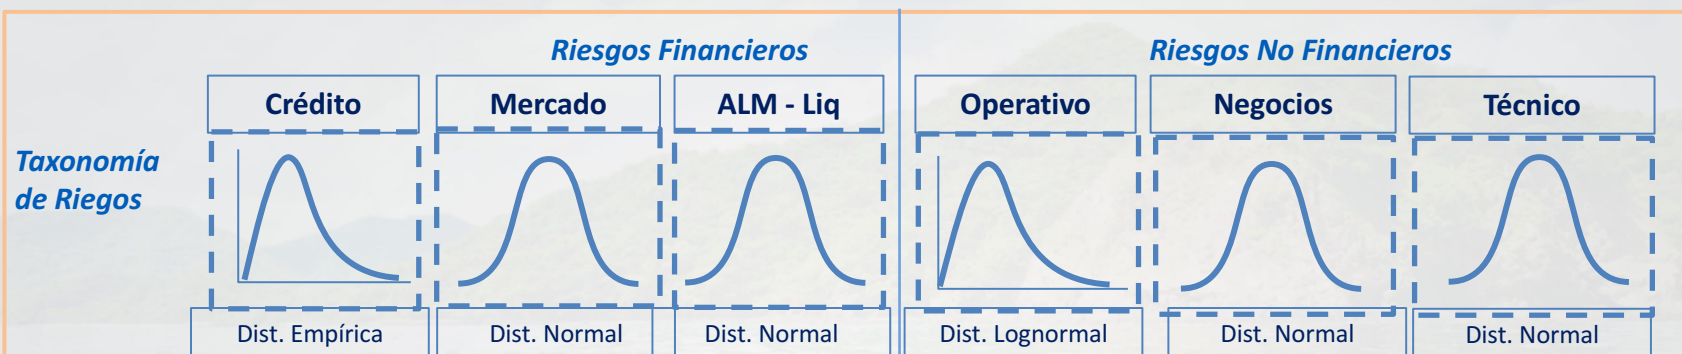 Riesgos Financieros
Riesgos No Financieros
Crédito
Mercado
ALM - Liq
Operativo
Negocios
Técnico
Taxonomía
de Riegos
Dist. Empírica
Dist. Normal
Dist. Normal
Dist. Lognormal
Dist. Normal
Dist. Normal